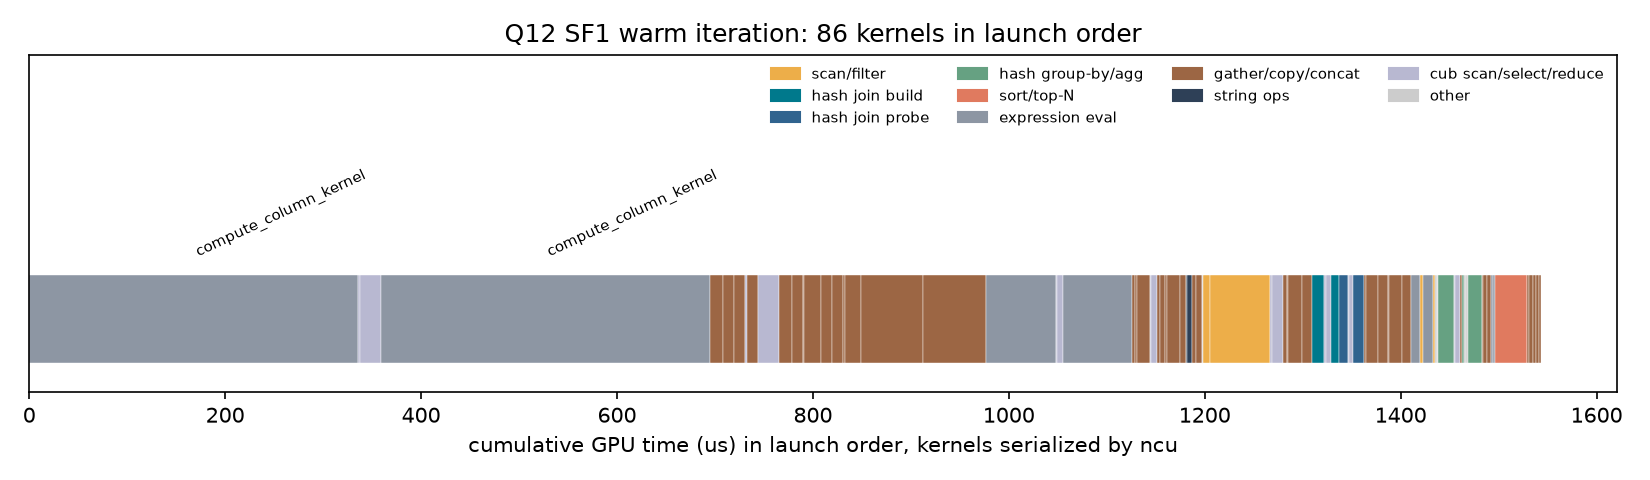 Q12 SF1 warm iteration: 86 kernels in launch order
scan/filter
hash join build
hash join probe
hash group-by/agg
sort/top-N
expression eval
gather/copy/concat
string ops
cub scan/select/reduce
other
compute_column_kernel
compute_column_kernel
0 200 400 600 800 1000 1200 1400 1600
cumulative GPU time (us) in launch order, kernels serialized by ncu